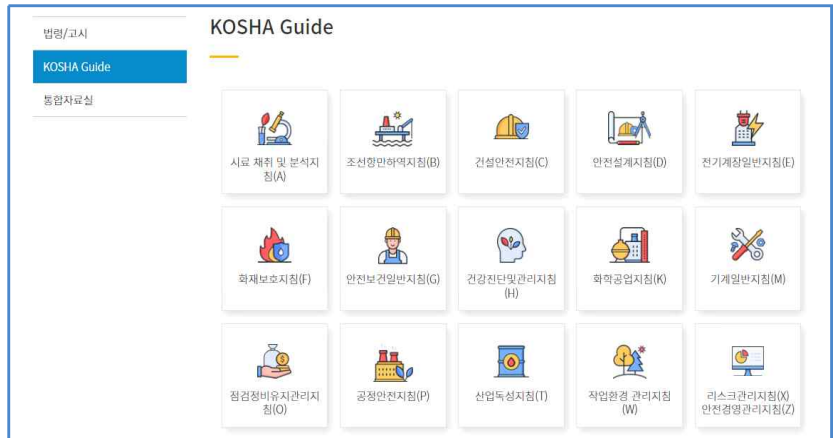 법령/고시
KOSHA Guide
통합자료실
KOSHA Guide
시료 채취 및 분석지
침(A)
조선항만하역지침(B)
건설안전지침(C)
안전설계지침(D)
전기계장일반지침(E)
화재보호지침(F)
안전보건일반지침(G)
건강진단및관리지침
(H)
화학공업지침(K)
기계일반지침(M)
점검정비유지관리지
침(O)
공정안전지침(P)
산업독성지침(T)
작업환경 관리지침
(W)
리스크관리지침(X)
안전경영관리지침(Z)